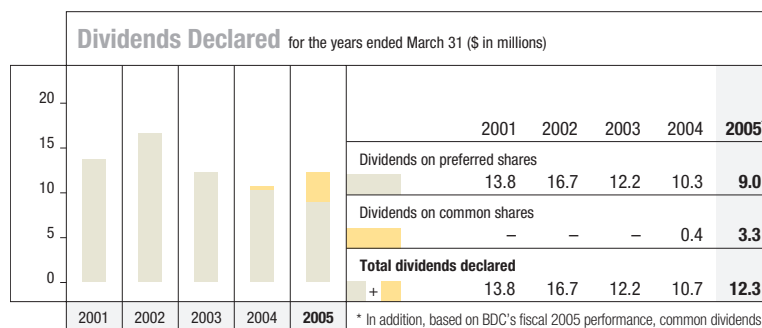 Dividends Declared for the years ended March 31 ($ in millions)
20
15
10
5
0
2001 2002 2003 2004 2005
2001 2002 2003 2004 2005*
Dividends on preferred shares
13.8 16.7 12.2 10.3 9.0
Dividends on common shares
– – – 0.4 3.3
Total dividends declared
+ 13.8 16.7 12.2 10.7 12.3
* In addition, based on BDC's fiscal 2005 performance, common dividends